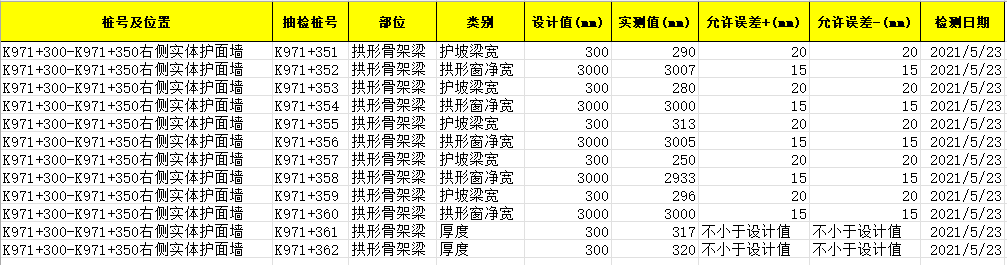 桩号及位置 抽检桩号 部位 类别 设计值(mm) 实测值(mm) 允许误差+(mm) 允许误差-(mm) 检测日期
K971+300-K971+350右侧实体护面墙 K971+351 拱形骨架梁 护坡梁宽 300 290 20 20 2021/5/23
K971+300-K971+350右侧实体护面墙 K971+352 拱形骨架梁 拱形窗净宽 3000 3007 15 15 2021/5/23
K971+300-K971+350右侧实体护面墙 K971+353 拱形骨架梁 护坡梁宽 300 280 20 20 2021/5/23
K971+300-K971+350右侧实体护面墙 K971+354 拱形骨架梁 拱形窗净宽 3000 3000 15 15 2021/5/23
K971+300-K971+350右侧实体护面墙 K971+355 拱形骨架梁 护坡梁宽 300 313 20 20 2021/5/23
K971+300-K971+350右侧实体护面墙 K971+356 拱形骨架梁 拱形窗净宽 3000 3005 15 15 2021/5/23
K971+300-K971+350右侧实体护面墙 K971+357 拱形骨架梁 护坡梁宽 300 250 20 20 2021/5/23
K971+300-K971+350右侧实体护面墙 K971+358 拱形骨架梁 拱形窗净宽 3000 2933 15 15 2021/5/23
K971+300-K971+350右侧实体护面墙 K971+359 拱形骨架梁 护坡梁宽 300 296 20 20 2021/5/23
K971+300-K971+350右侧实体护面墙 K971+360 拱形骨架梁 拱形窗净宽 3000 3000 15 15 2021/5/23
K971+300-K971+350右侧实体护面墙 K971+361 拱形骨架梁 厚度 300 317 不小于设计值 不小于设计值 2021/5/23
K971+300-K971+350右侧实体护面墙 K971+362 拱形骨架梁 厚度 300 320 不小于设计值 不小于设计值 2021/5/23